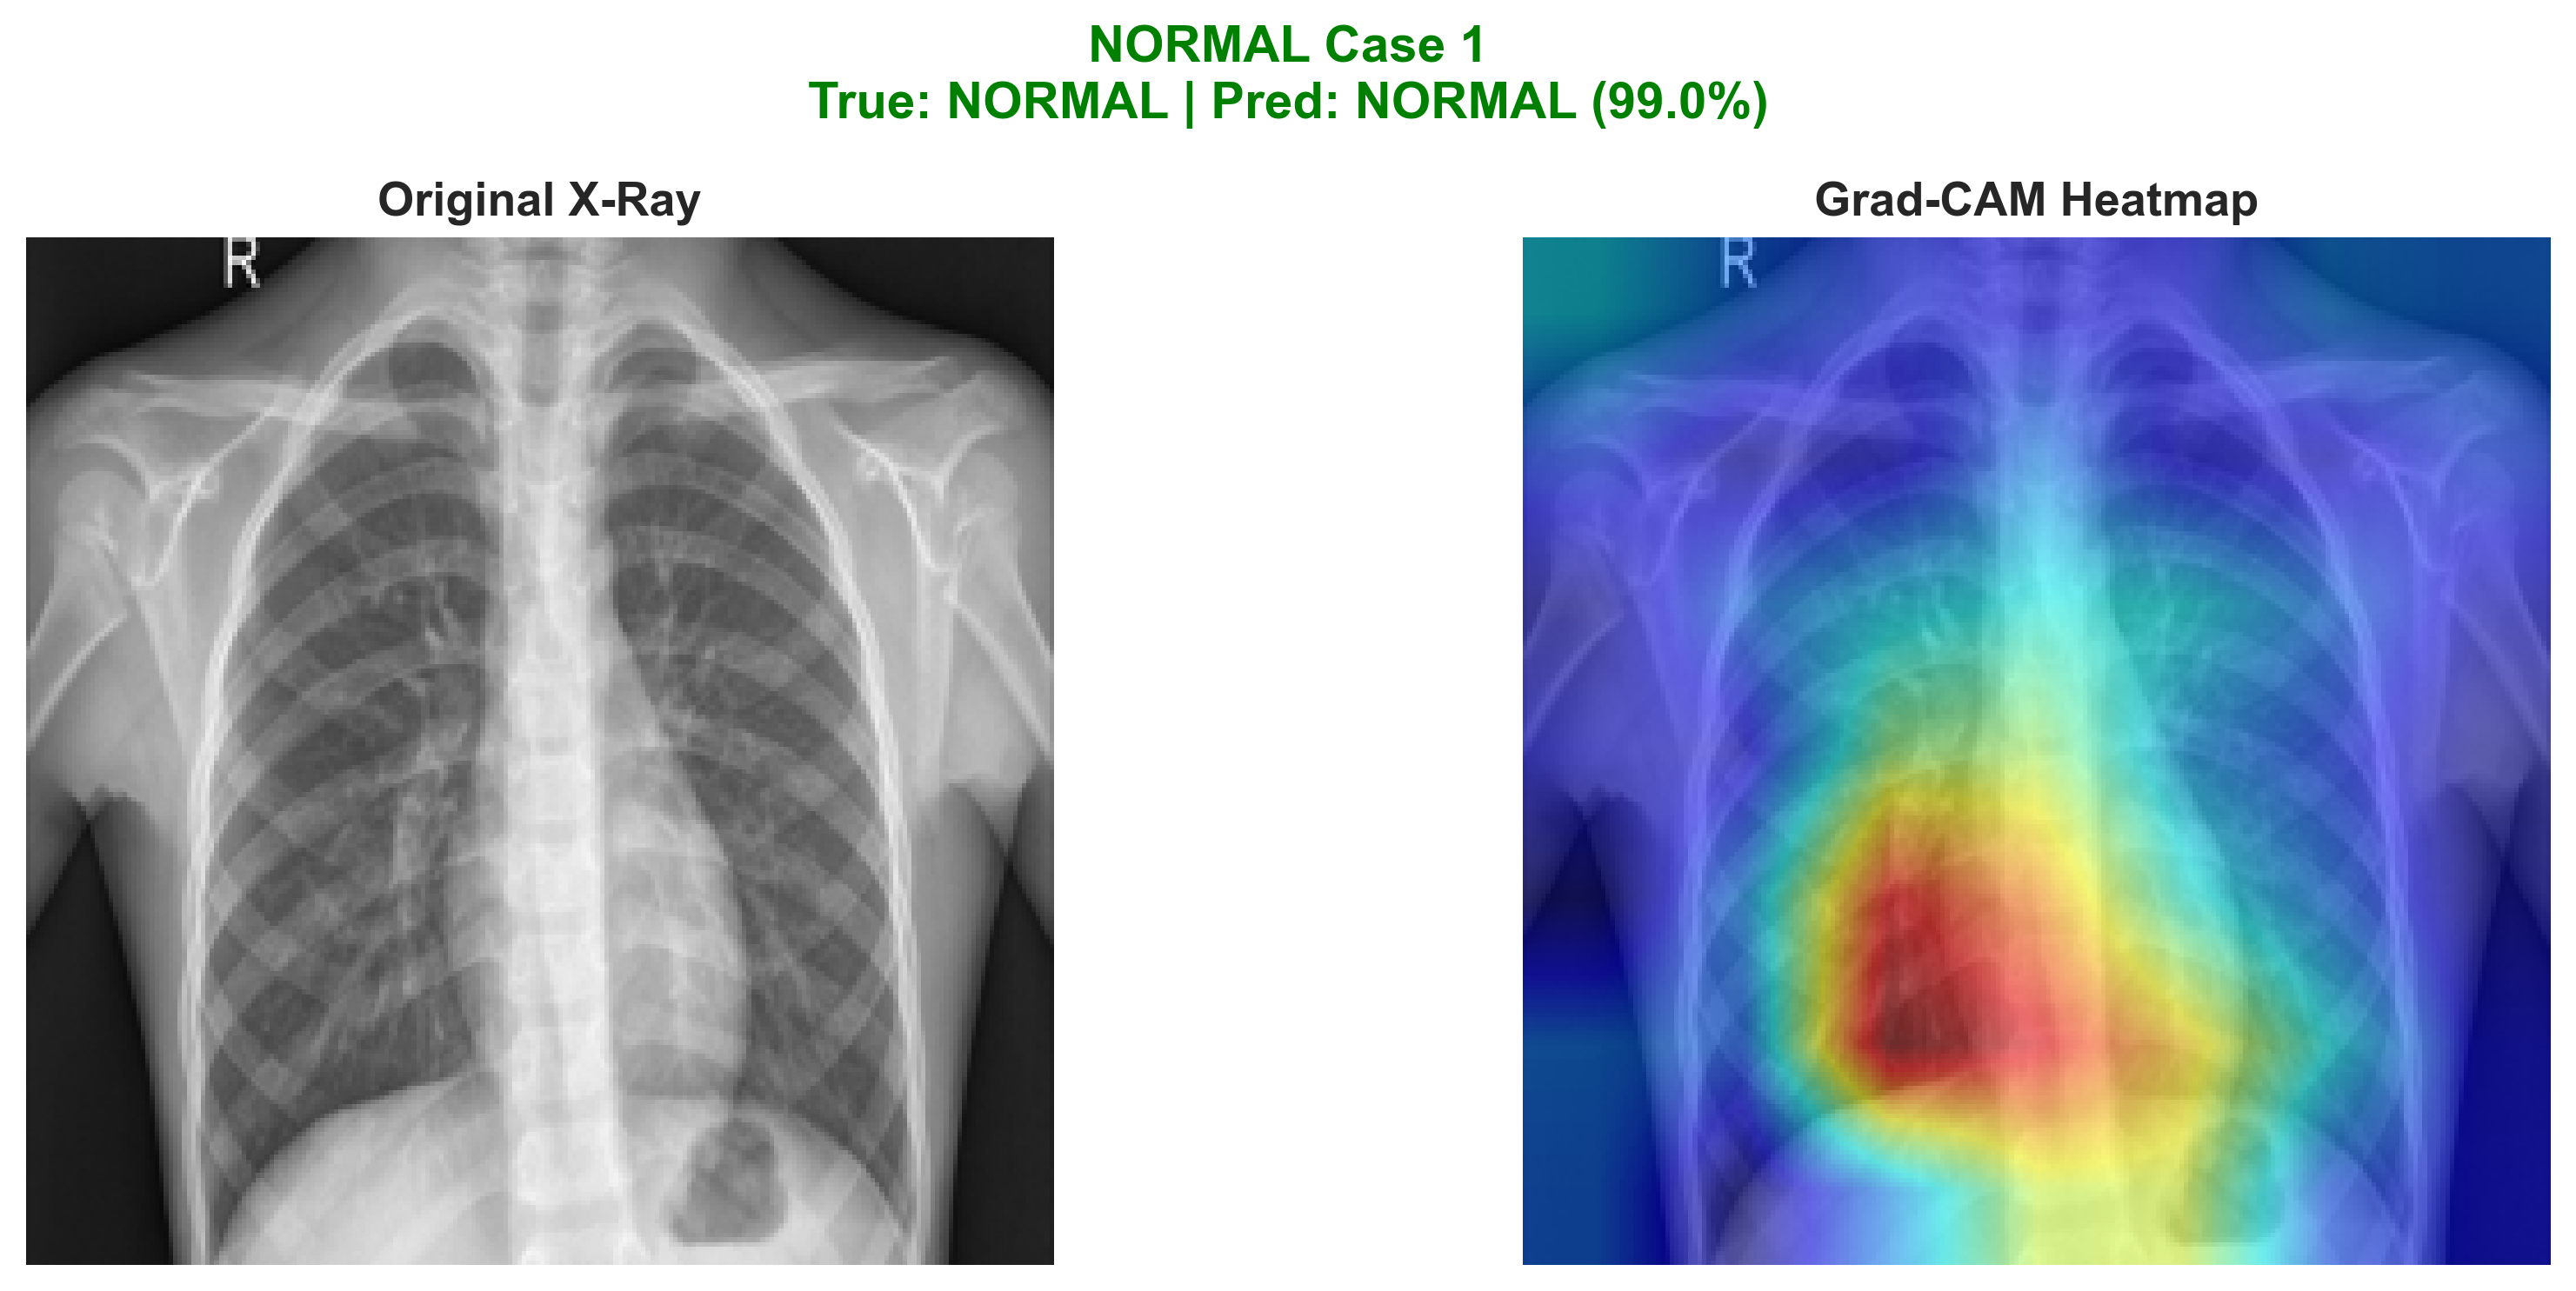 NORMAL Case 1
True: NORMAL | Pred: NORMAL (99.0%)
Original X-Ray
Grad-CAM Heatmap
R
R